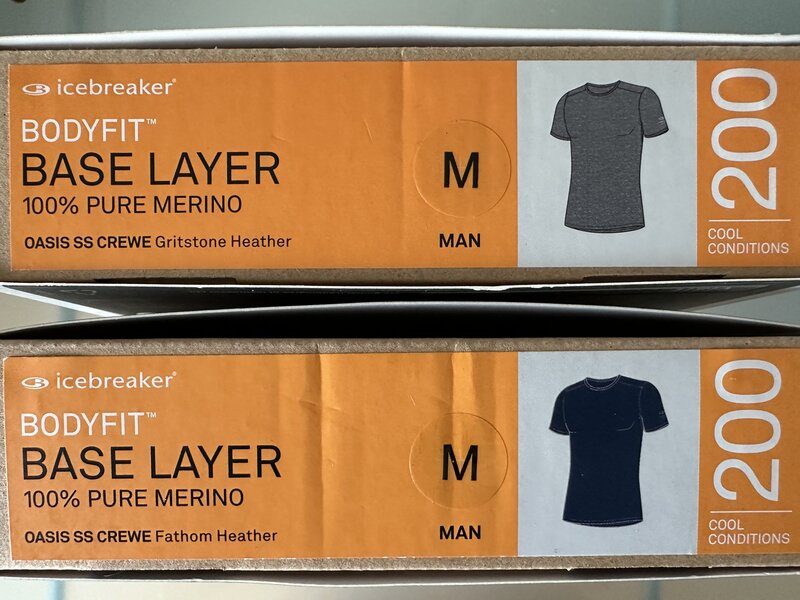 icebreaker®
BODYFIT™
BASE LAYER
100% PURE MERINO
OASIS SS CREWE Gritstone Heather
M
MAN
200
COOL
CONDITIONS
icebreaker®
BODYFIT™
BASE LAYER
100% PURE MERINO
OASIS SS CREWE Fathom Heather
M
MAN
200
COOL
CONDITIONS